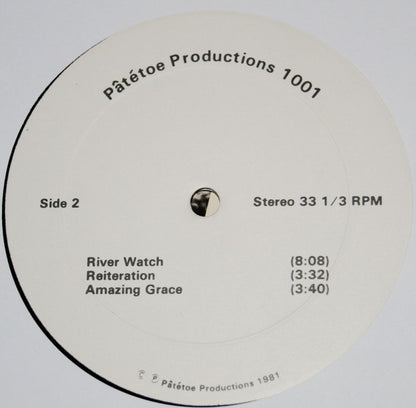 Pâtétoe Productions 1001
Side 2
Stereo 33 1/3 RPM
River Watch (8:08)
Reiteration (3:32)
Amazing Grace (3:40)
© ℗ Pâtétoe Productions 1981